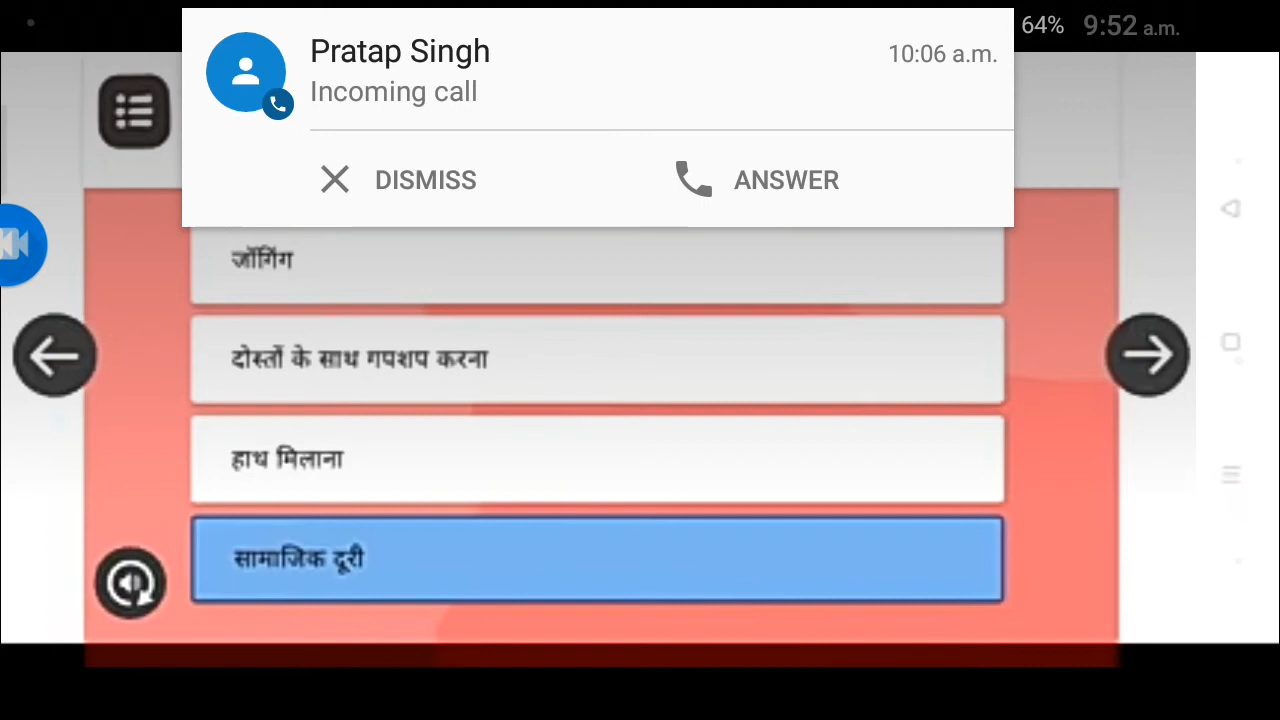 64% 9:52 a.m.
Pratap Singh
10:06 a.m.
Incoming call
DISMISS
ANSWER
जॉगिंग
दोस्तों के साथ गपशप करना
हाथ मिलाना
सामाजिक दूरी